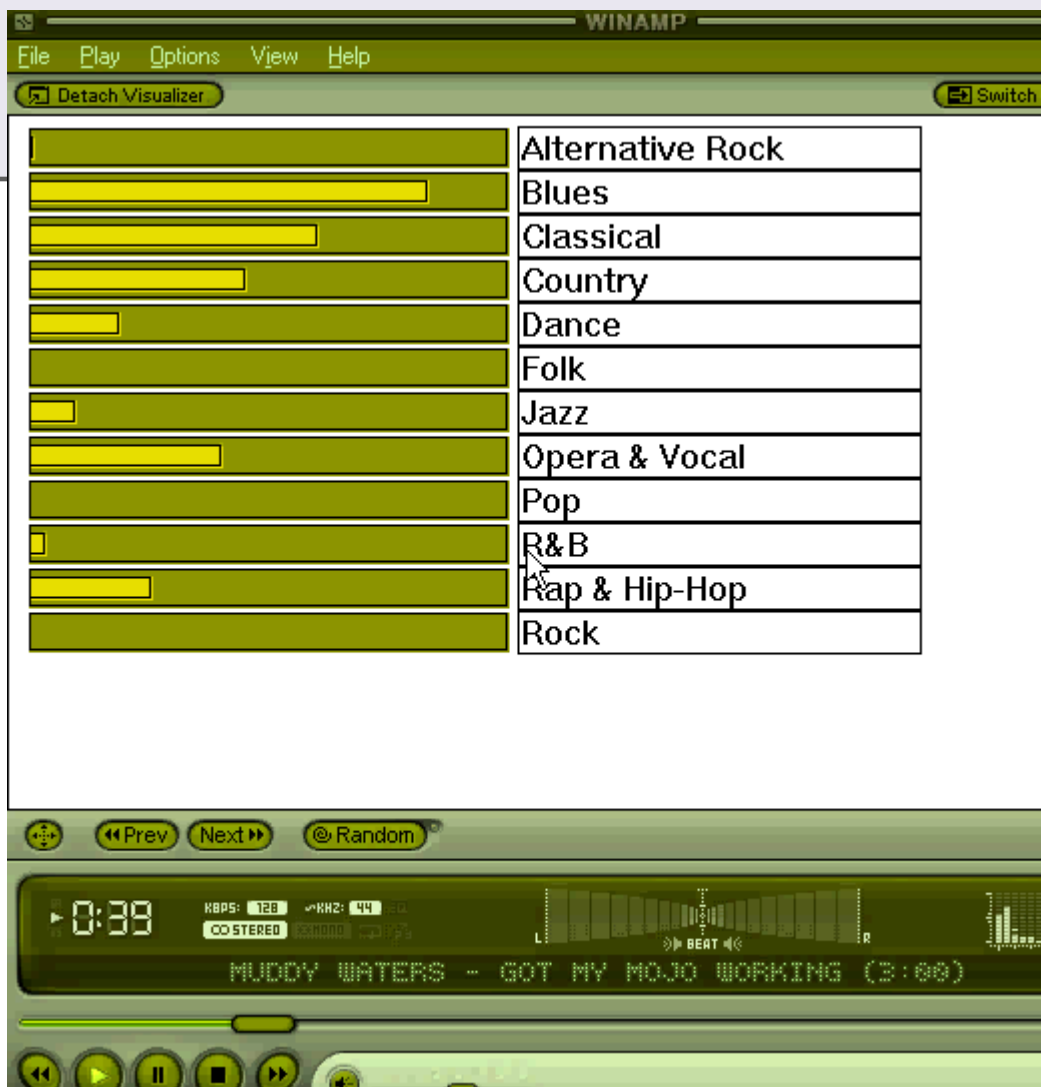 WINAMP
File Play Options View Help
Detach Visualizer Switch
Alternative Rock
Blues
Classical
Country
Dance
Folk
Jazz
Opera & Vocal
Pop
R&B
Rap & Hip-Hop
Rock
Prev Next Random
0:39 KBPS: 128 KHZ: 44
STEREO MONO
L R
BEAT
MUDDY WATERS - GOT MY MOJO WORKING (3:00)